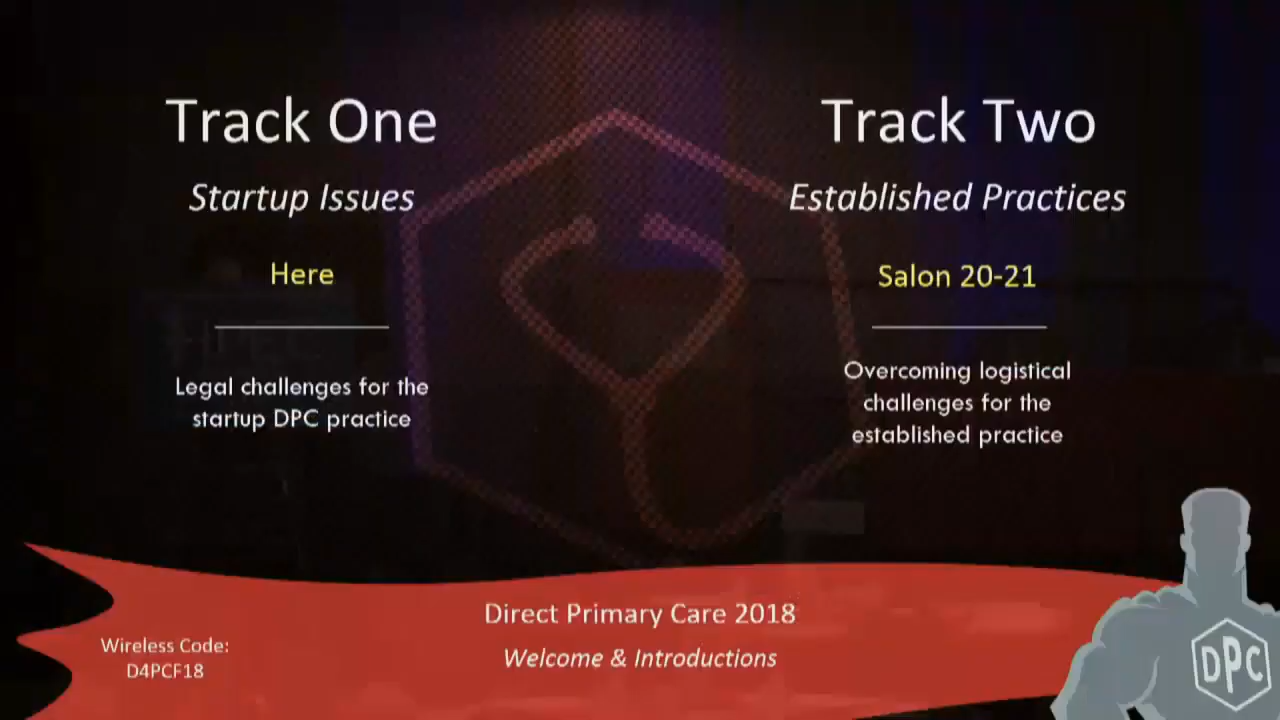 Track One
Startup Issues
Here
Legal challenges for the
startup DPC practice
Track Two
Established Practices
Salon 20-21
Overcoming logistical
challenges for the
established practice
Direct Primary Care 2018
Welcome & Introductions
Wireless Code:
D4PCF18
DPC